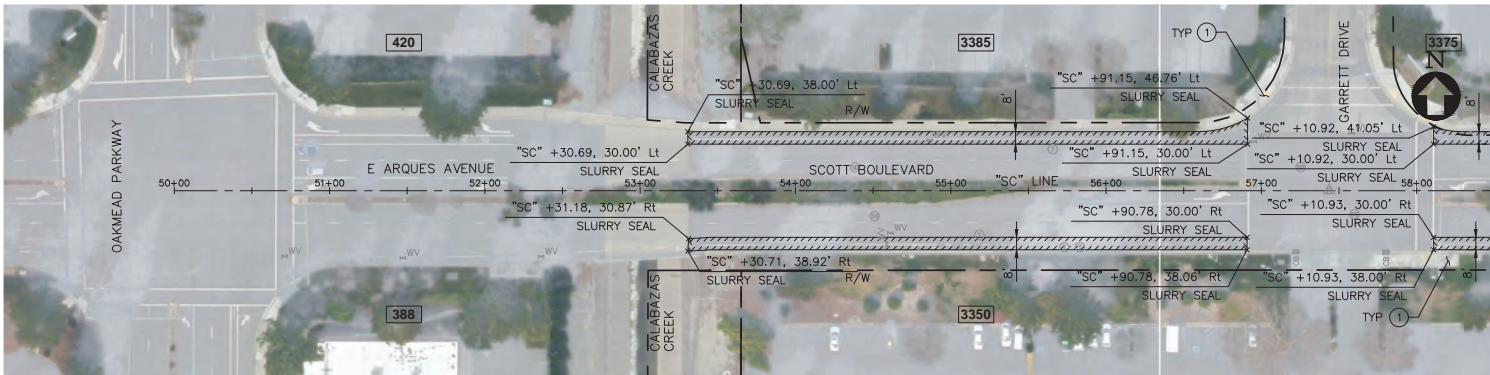 420
3385
TYP 1
3375
N
CALABAZAS
CREEK
GARRETT DRIVE
"SC" +30.69, 38.00' Lt
SLURRY SEAL
R/W
"SC" +91.15, 46.76' Lt
SLURRY SEAL
8'
8'
"SC" +30.69, 30.00' Lt
SLURRY SEAL
"SC" +91.15, 30.00' Lt
SLURRY SEAL
"SC" +10.92, 41.05' Lt
SLURRY SEAL
"SC" +10.92, 30.00' Lt
SLURRY SEAL
WV
OAKMEAD PARKWAY
E ARQUES AVENUE
SCOTT BOULEVARD
"SC" LINE
50+00
51+00
52+00
53+00
54+00
55+00
56+00
57+00
58+00
"SC" +31.18, 30.87' Rt
SLURRY SEAL
"SC" +90.78, 30.00' Rt
SLURRY SEAL
"SC" +10.93, 30.00' Rt
SLURRY SEAL
WV
WV
WV
WV
WV
CB
CB
"SC" +30.71, 38.92' Rt
SLURRY SEAL
R/W
8'
"SC" +90.78, 38.06' Rt
SLURRY SEAL
"SC" +10.93, 38.00' Rt
SLURRY SEAL
8'
388
CALABAZAS
CREEK
3350
TYP 1